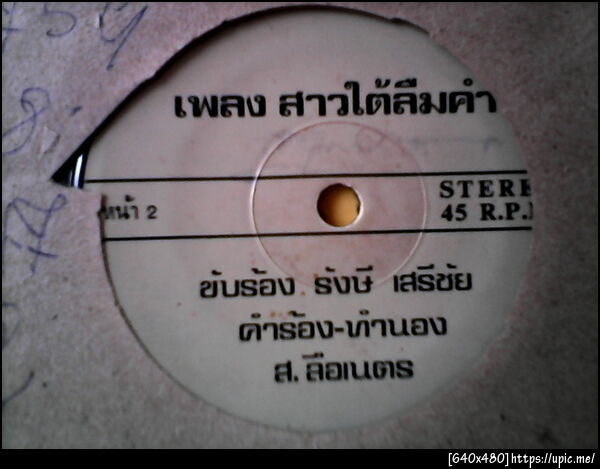 เพลง สาวใต้ลืมคำ
หน้า 2
STERE
45 R.P.
ขับร้อง รังษี เสรีชัย
คำร้อง-ทำนอง
ส. ลือเนตร
[640x480]https://upic.me/